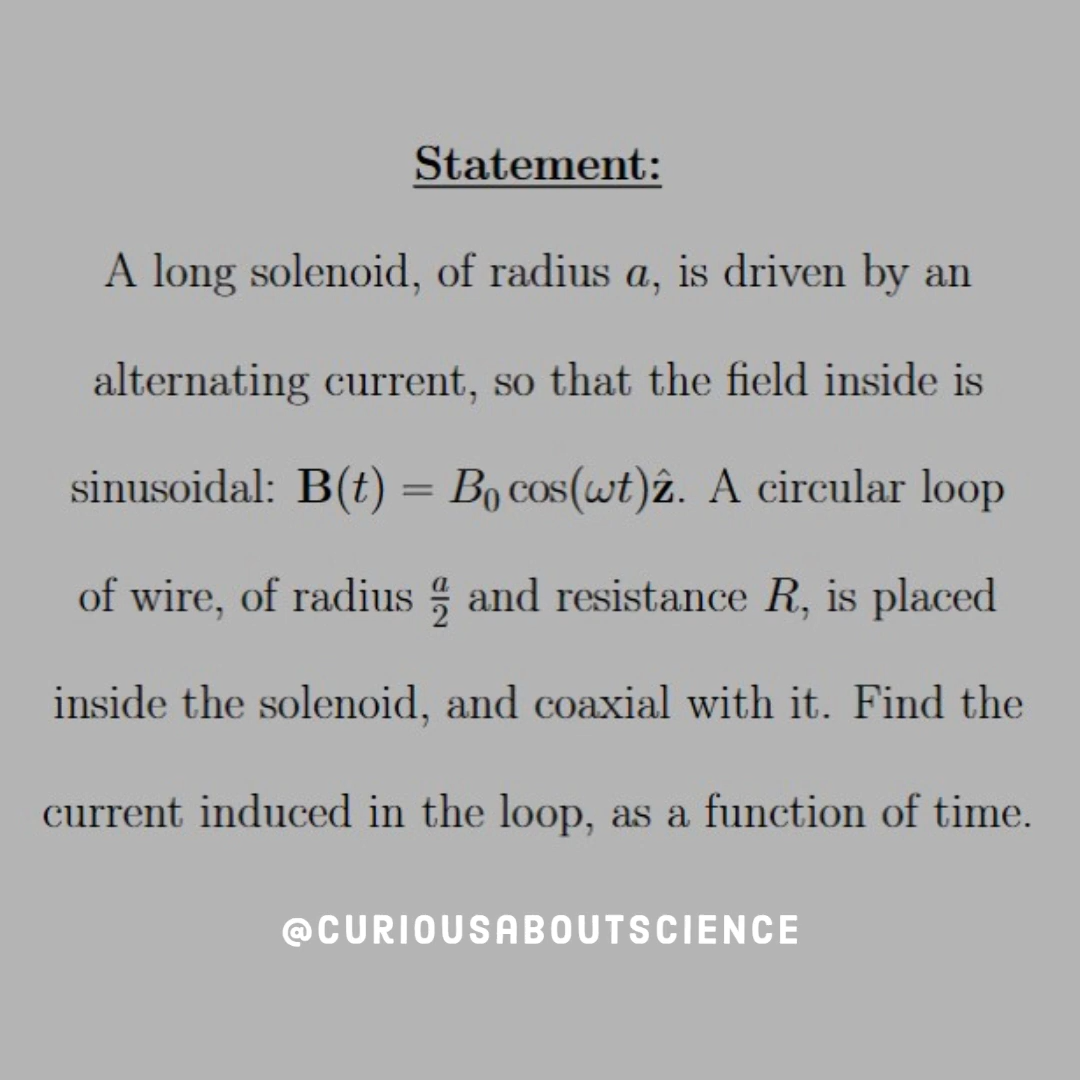 Statement:
A long solenoid, of radius a, is driven by an
alternating current, so that the field inside is
sinusoidal: B(t) = B₀ cos(ωt)ẑ. A circular loop
of wire, of radius a/2 and resistance R, is placed
inside the solenoid, and coaxial with it. Find the
current induced in the loop, as a function of time.
@CURIOUSABOUTSCIENCE